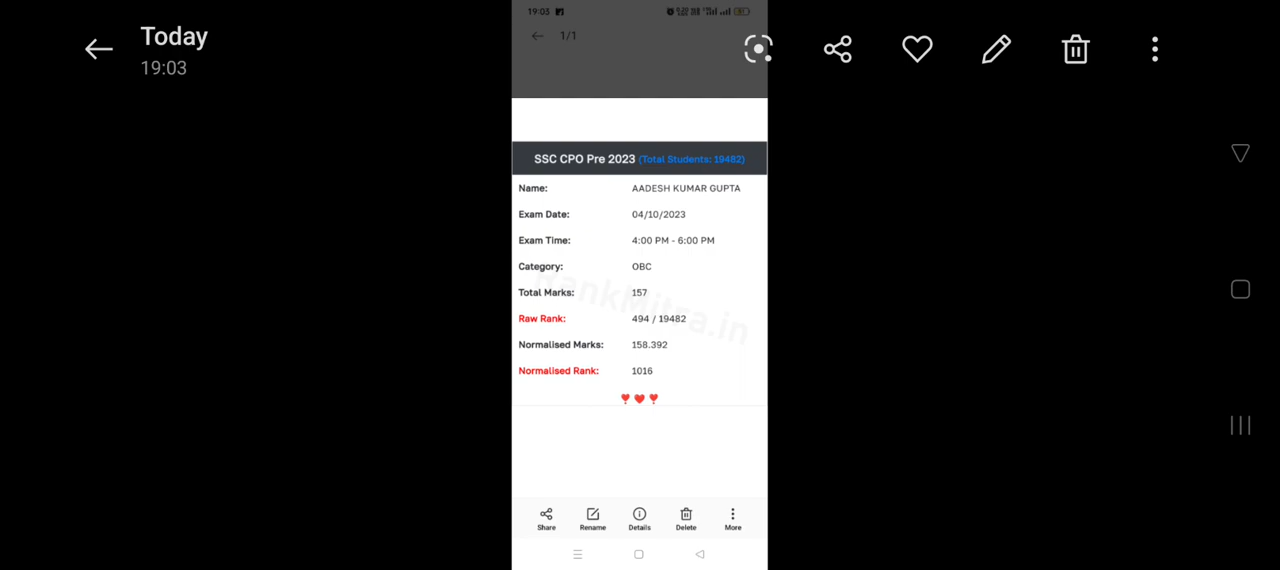 Today
19:03
19:03
1/1
SSC CPO Pre 2023 (Total Students: 19482)
Name: AADESH KUMAR GUPTA
Exam Date: 04/10/2023
Exam Time: 4:00 PM - 6:00 PM
Category: OBC
Total Marks: 157
Raw Rank: 494 / 19482
Normalised Marks: 158.392
Normalised Rank: 1016
RankMitra.in
Share Rename Details Delete More